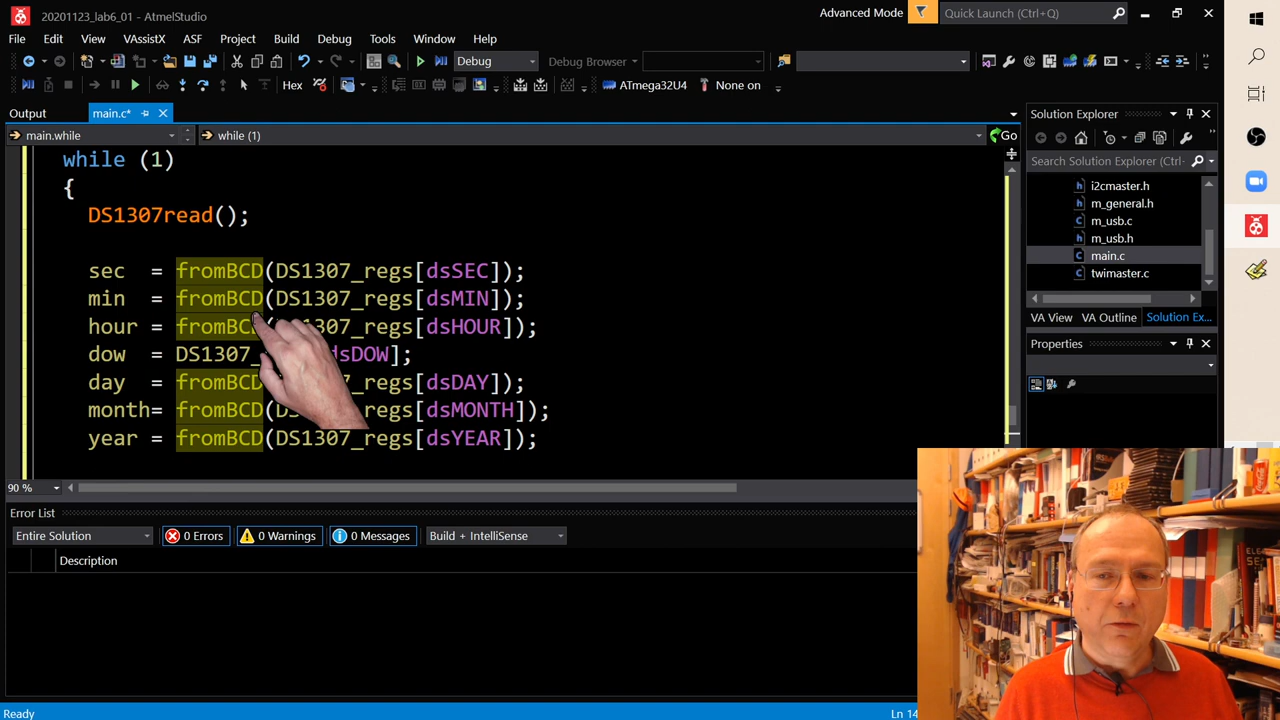 20201123_lab6_01 - AtmelStudio
Advanced Mode
Quick Launch (Ctrl+Q)
File Edit View VAssistX ASF Project Build Debug Tools Window Help
Debug
Debug Browser
Hex
ATmega32U4
None on
Output
main.c*
main.while
while (1)
Go
while (1)
{
DS1307read();
sec = fromBCD(DS1307_regs[dsSEC]);
min = fromBCD(DS1307_regs[dsMIN]);
hour = fromBCD(DS1307_regs[dsHOUR]);
dow = DS1307_ dsDOW];
day = fromBCD(DS1307_regs[dsDAY]);
month= fromBCD(DS1307_regs[dsMONTH]);
year = fromBCD(DS1307_regs[dsYEAR]);
90 %
Solution Explorer
Search Solution Explorer (Ctrl-
i2cmaster.h
m_general.h
m_usb.c
m_usb.h
main.c
twimaster.c
VA View VA Outline Solution Ex...
Properties
Error List
Entire Solution
0 Errors
0 Warnings
0 Messages
Build + IntelliSense
Description
Ready
Ln 14